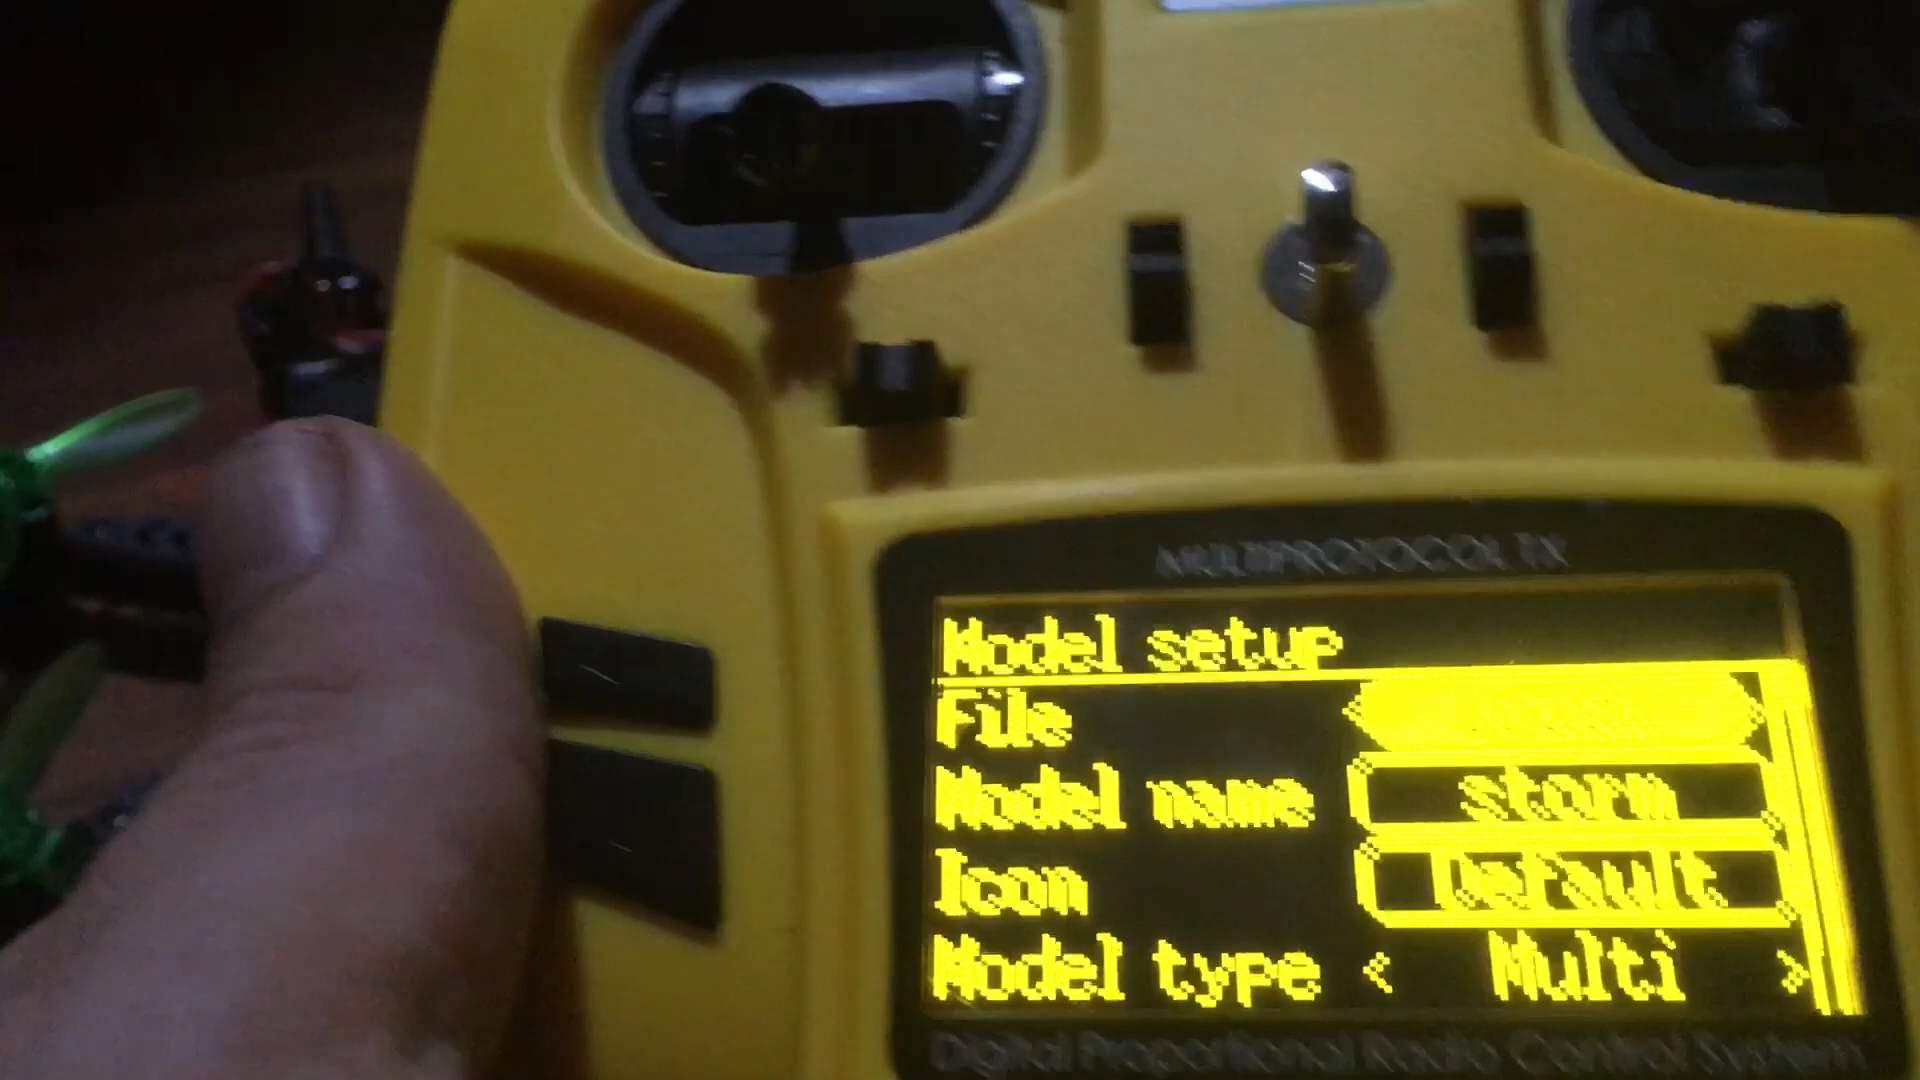 MULTIPROTOCOL TX
Model setup
File
Model name storm
Icon Default
Model type < Multi >
Digital Proportional Radio Control System